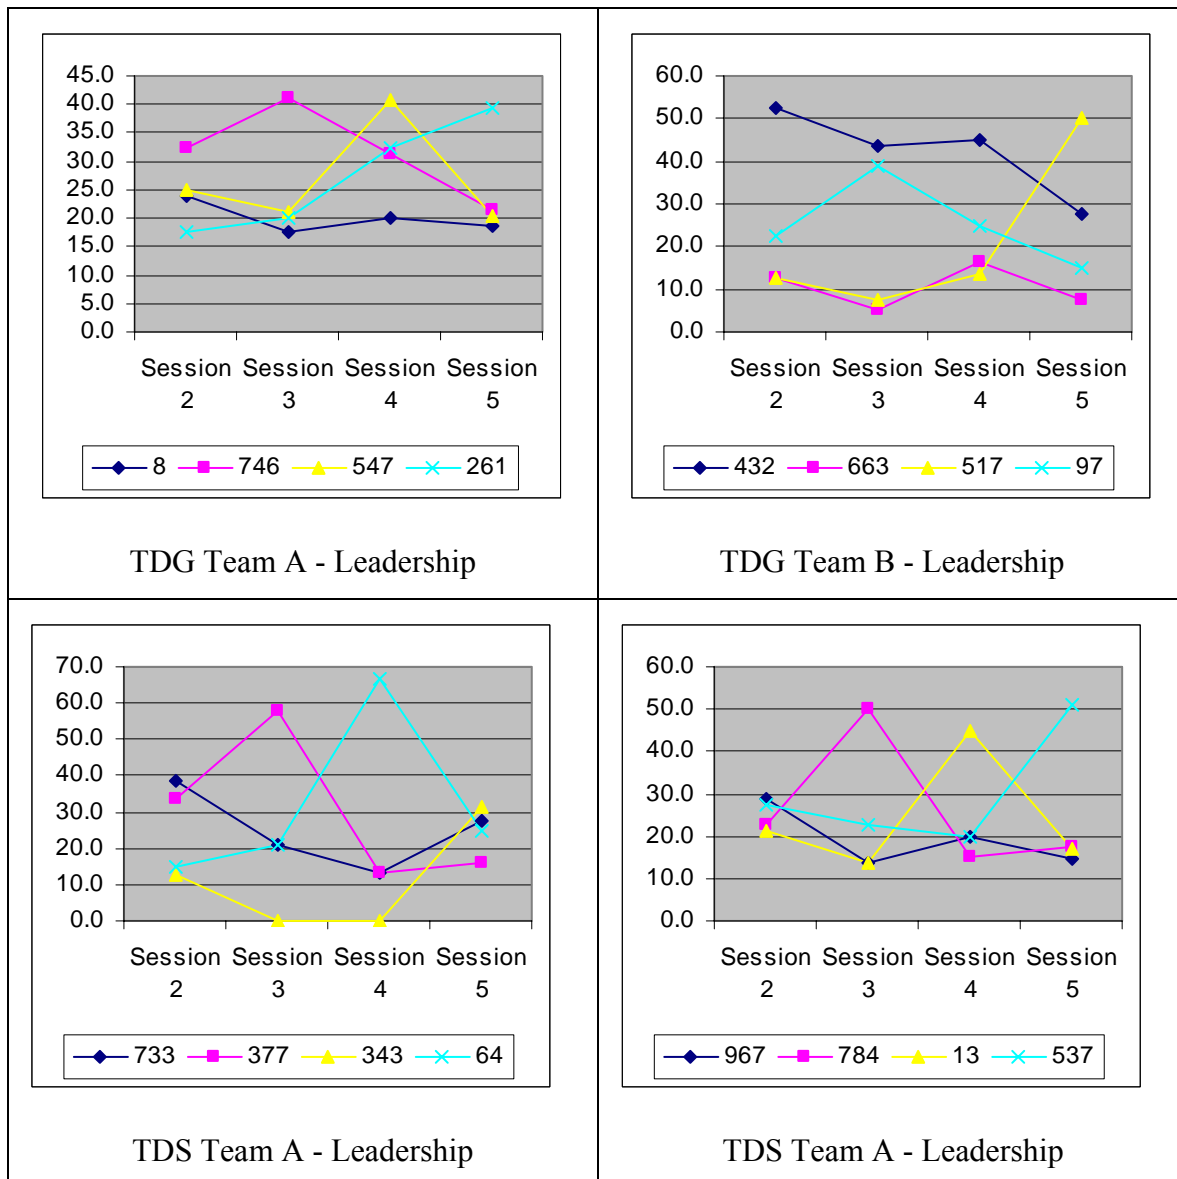 45.0
40.0
35.0
30.0
25.0
20.0
15.0
10.0
5.0
0.0
Session Session Session Session
2 3 4 5
8 746 547 261
TDG Team A - Leadership
60.0
50.0
40.0
30.0
20.0
10.0
0.0
Session Session Session Session
2 3 4 5
432 663 517 97
TDG Team B - Leadership
70.0
60.0
50.0
40.0
30.0
20.0
10.0
0.0
Session Session Session Session
2 3 4 5
733 377 343 64
TDS Team A - Leadership
60.0
50.0
40.0
30.0
20.0
10.0
0.0
Session Session Session Session
2 3 4 5
967 784 13 537
TDS Team A - Leadership